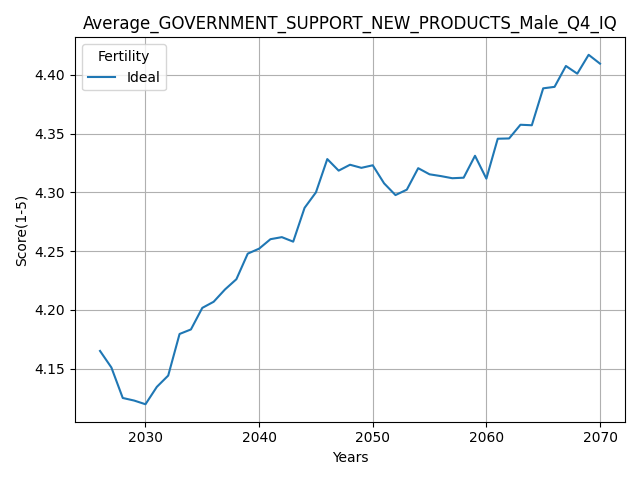 Average_GOVERNMENT_SUPPORT_NEW_PRODUCTS_Male_Q4_IQ
Fertility
Ideal
4.40
4.35
4.30
4.25
4.20
4.15
Score(1-5)
2030 2040 2050 2060 2070
Years